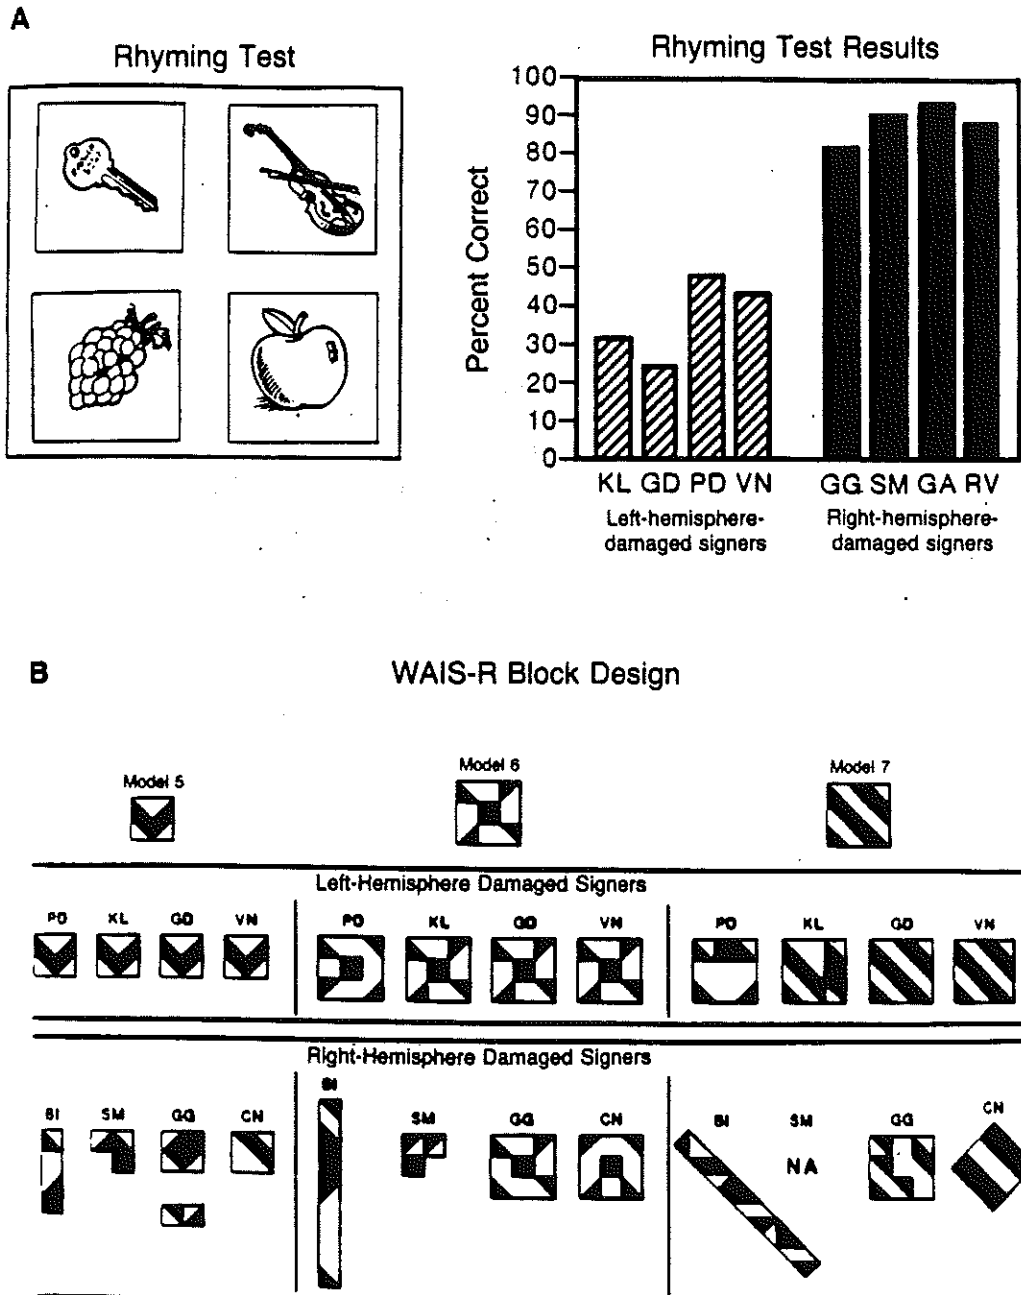 A
Rhyming Test
Rhyming Test Results
Percent Correct
100
90
80
70
60
50
40
30
20
10
0
KL GD PD VN
GG SM GA RV
Left-hemisphere-
damaged signers
Right-hemisphere-
damaged signers
B
WAIS-R Block Design
Model 5
Model 6
Model 7
Left-Hemisphere Damaged Signers
PD KL GD VN
PD KL GD VN
PD KL GD VN
Right-Hemisphere Damaged Signers
BI SM GG CN
BI SM GG CN
BI SM GG CN
NA